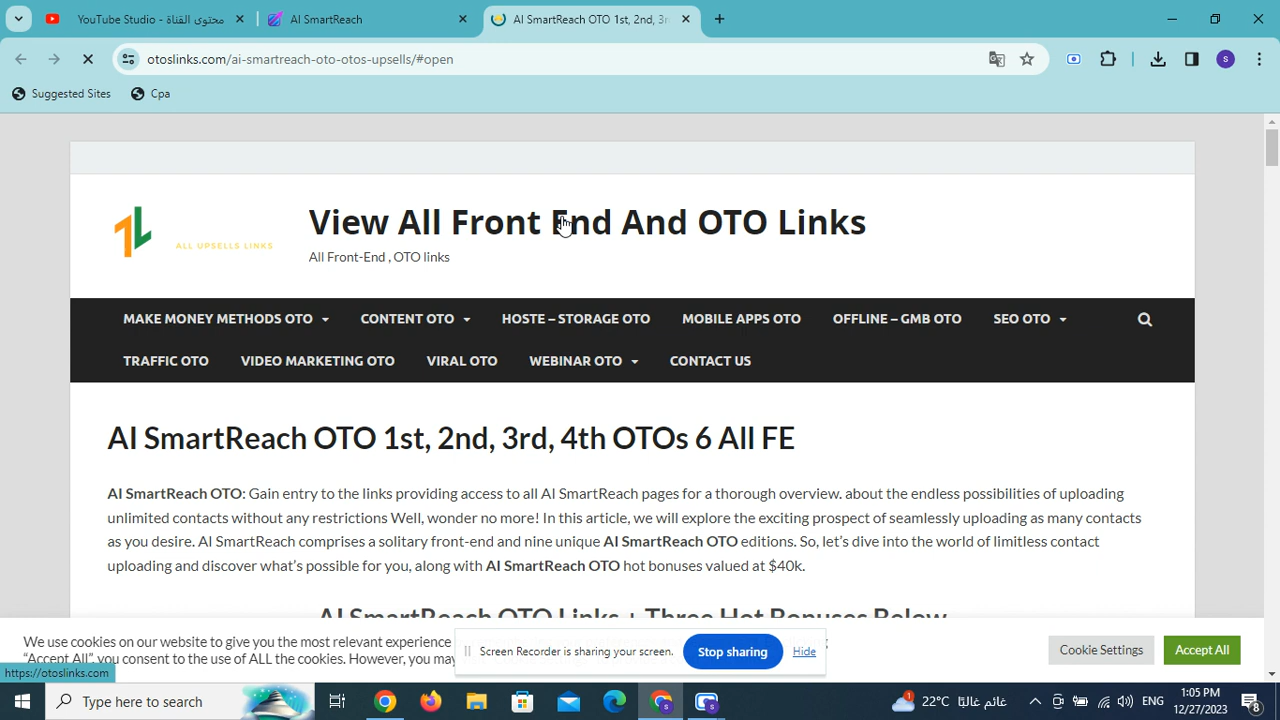 YouTube Studio - محتوى القناة
AI SmartReach
AI SmartReach OTO 1st, 2nd, 3r
otoslinks.com/ai-smartreach-oto-otos-upsells/#open
S
Suggested Sites
Cpa
ALL UPSELLS LINKS
View All Front End And OTO Links
All Front-End , OTO links
MAKE MONEY METHODS OTO
CONTENT OTO
HOSTE – STORAGE OTO
MOBILE APPS OTO
OFFLINE – GMB OTO
SEO OTO
TRAFFIC OTO
VIDEO MARKETING OTO
VIRAL OTO
WEBINAR OTO
CONTACT US
AI SmartReach OTO 1st, 2nd, 3rd, 4th OTOs 6 All FE
AI SmartReach OTO: Gain entry to the links providing access to all AI SmartReach pages for a thorough overview. about the endless possibilities of uploading
unlimited contacts without any restrictions Well, wonder no more! In this article, we will explore the exciting prospect of seamlessly uploading as many contacts
as you desire. AI SmartReach comprises a solitary front-end and nine unique AI SmartReach OTO editions. So, let's dive into the world of limitless contact
uploading and discover what's possible for you, along with AI SmartReach OTO hot bonuses valued at $40k.
AI SmartReach OTO Links + Three Hot Bonuses Below
We use cookies on our website to give you the most relevant experience
"Accept All", you consent to the use of ALL the cookies. However, you may
Screen Recorder is sharing your screen.
Stop sharing
Hide
Cookie Settings
Accept All
https://otoslinks.com
Type here to search
22°C غائم غالبًا
ENG
1:05 PM
12/27/2023
8